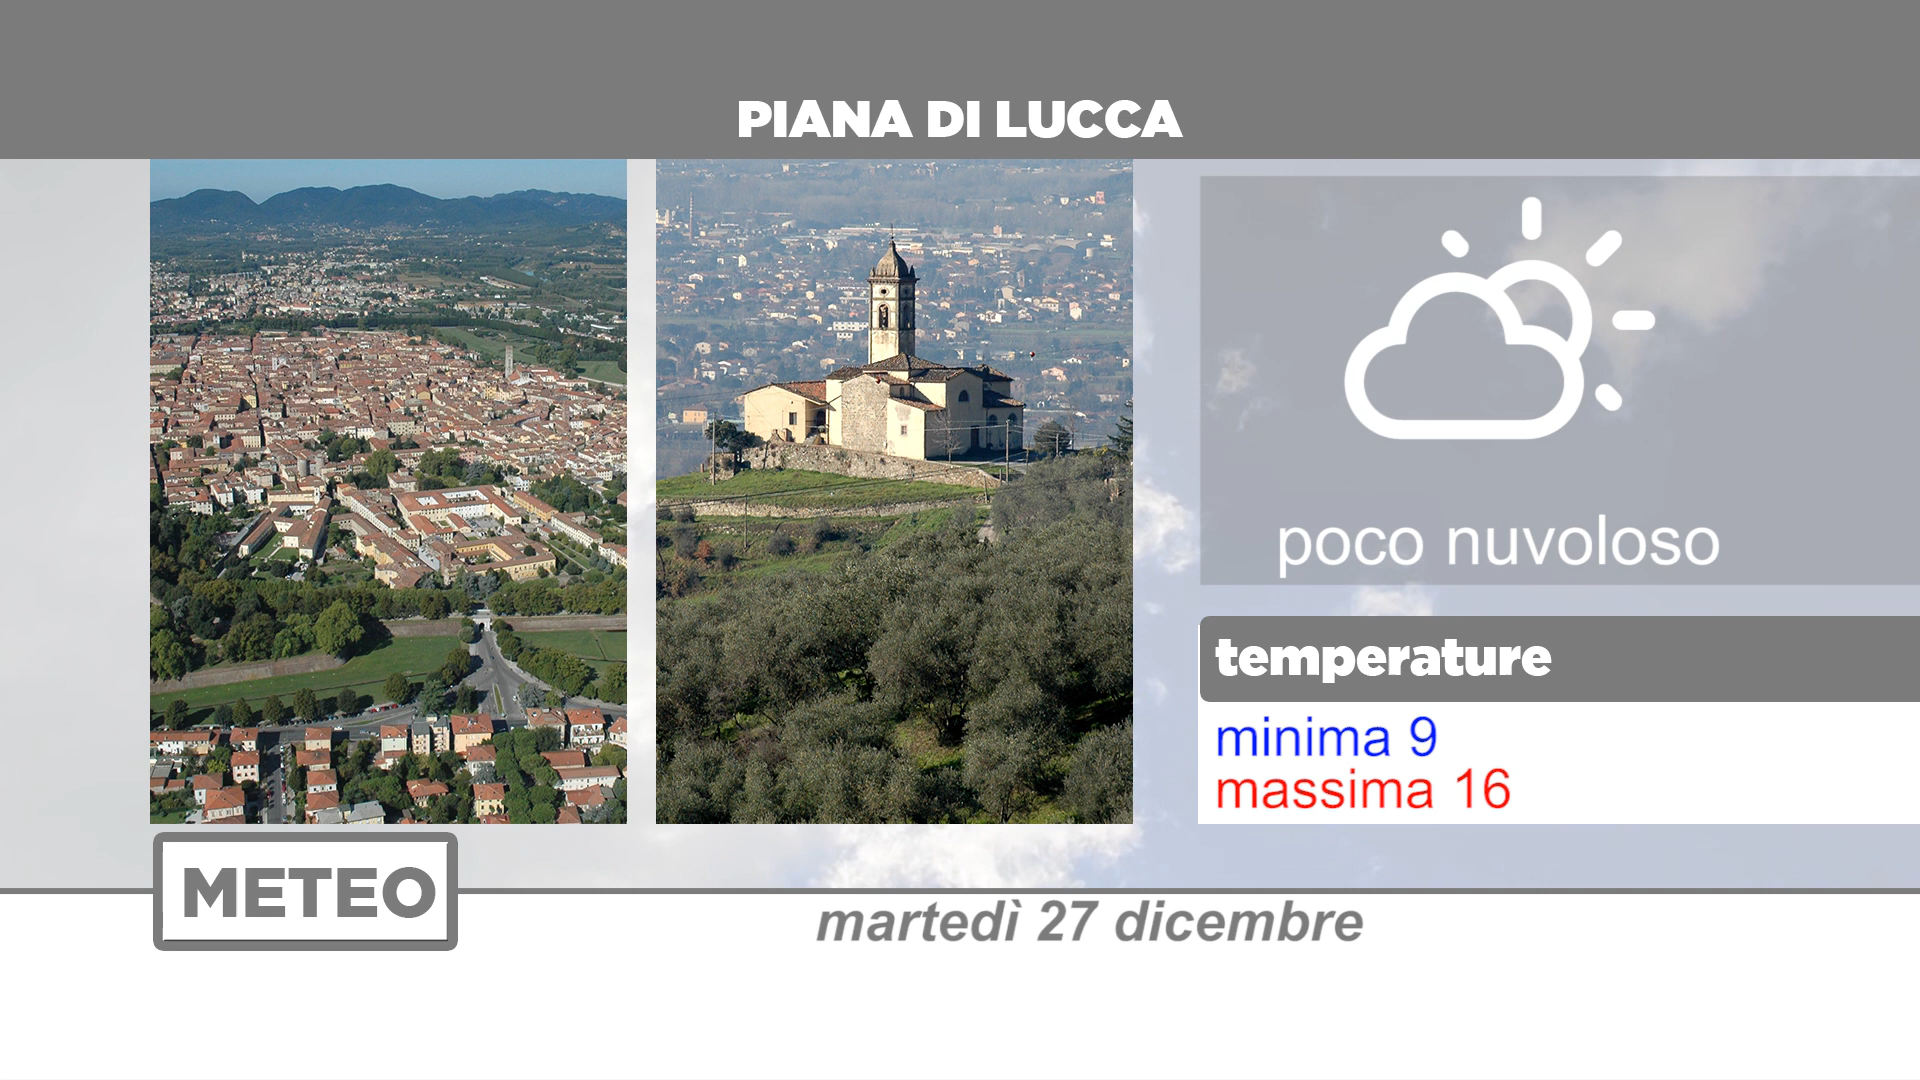 PIANA DI LUCCA
poco nuvoloso
temperature
minima 9
massima 16
METEO
martedì 27 dicembre